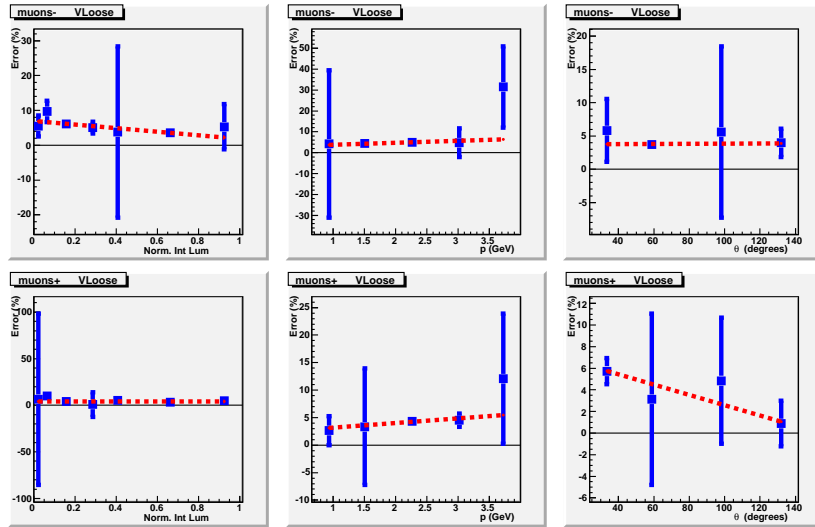 muons- VLoose
Error (%)
30
20
10
0
-10
-20
0 0.2 0.4 0.6 0.8 1
Norm. Int Lum
muons- VLoose
Error (%)
50
40
30
20
10
0
-10
-20
-30
1 1.5 2 2.5 3 3.5
p (GeV)
muons- VLoose
Error (%)
20
15
10
5
0
-5
40 60 80 100 120 140
θ (degrees)
muons+ VLoose
Error (%)
100
50
0
-50
-100
0 0.2 0.4 0.6 0.8 1
Norm. Int Lum
muons+ VLoose
Error (%)
25
20
15
10
5
0
-5
-10
1 1.5 2 2.5 3 3.5
p (GeV)
muons+ VLoose
Error (%)
12
10
8
6
4
2
0
-2
-4
-6
40 60 80 100 120 140
θ (degrees)